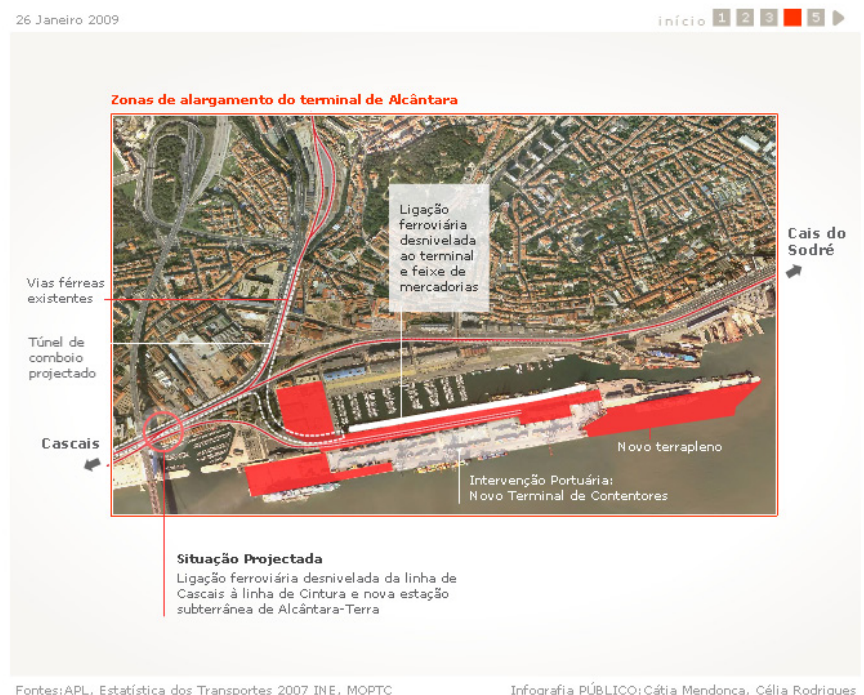 26 Janeiro 2009
início 1 2 3 5
Zonas de alargamento do terminal de Alcântara
Ligação
ferroviária
desnivelada
ao terminal
e feixe de
mercadorias
Cais do
Sodré
Vias férreas
existentes
Túnel de
comboio
projectado
Cascais
Novo terrapleno
Intervenção Portuária:
Novo Terminal de Contentores
Situação Projectada
Ligação ferroviária desnivelada da linha de
Cascais à linha de Cintura e nova estação
subterrânea de Alcântara-Terra
Fontes:APL, Estatística dos Transportes 2007 INE, MOPTC
Infografia PÚBLICO:Cátia Mendonça, Célia Rodrigues